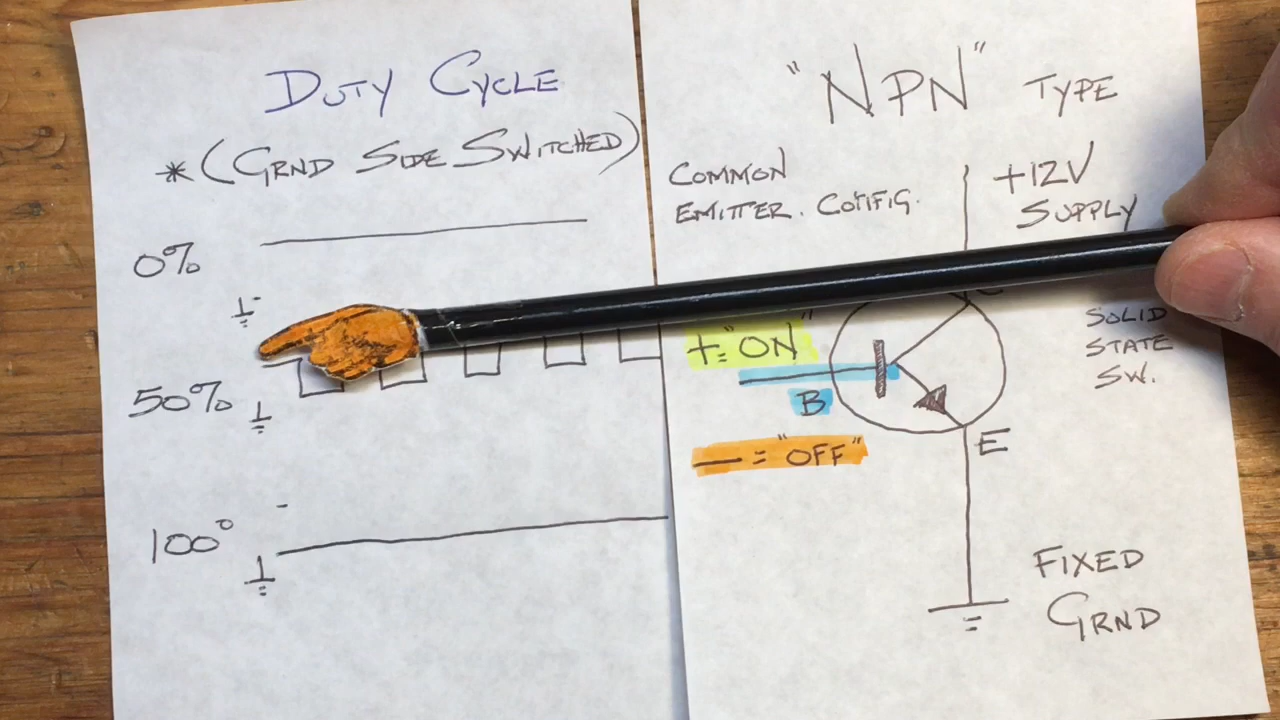 DUTY CYCLE
* (GRND SIDE SWITCHED)
0%
50%
100°
"NPN" TYPE
COMMON
EMITTER. COTIFIG.
+12V
SUPPLY
SOLID
STATE
SW.
+="ON"
B
— = "OFF"
E
FIXED
GRND